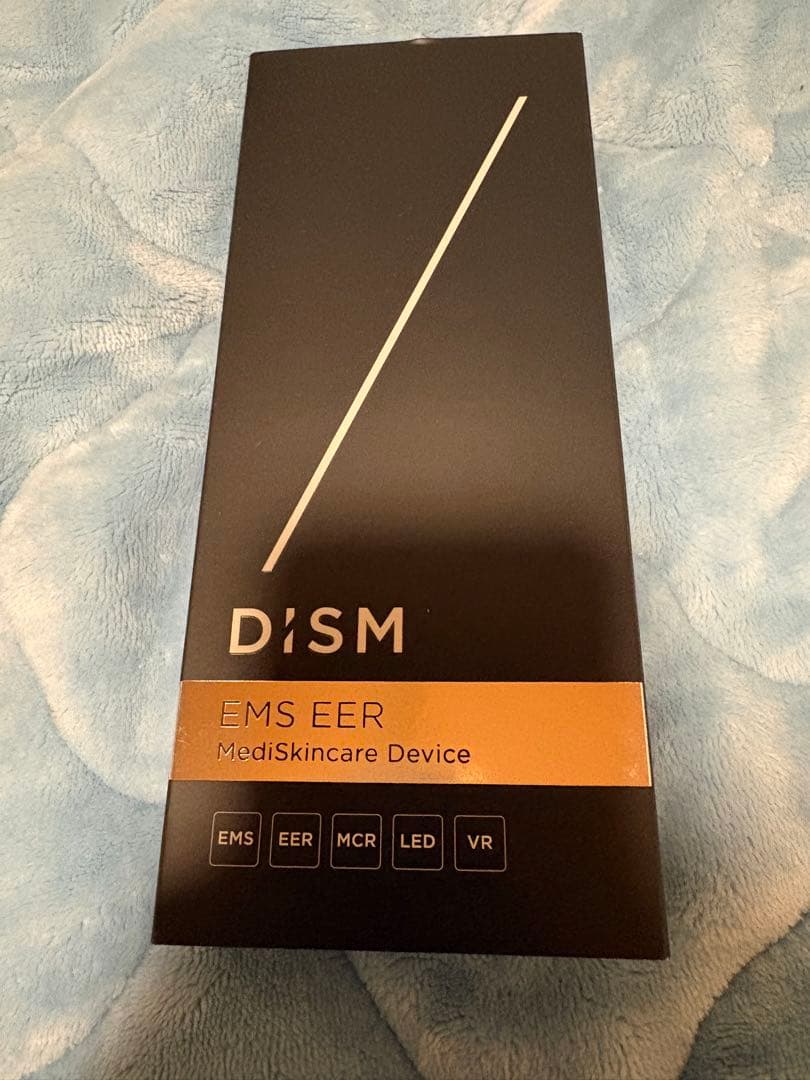 DISM
EMS EER
MediSkincare Device
EMS EER MCR LED VR